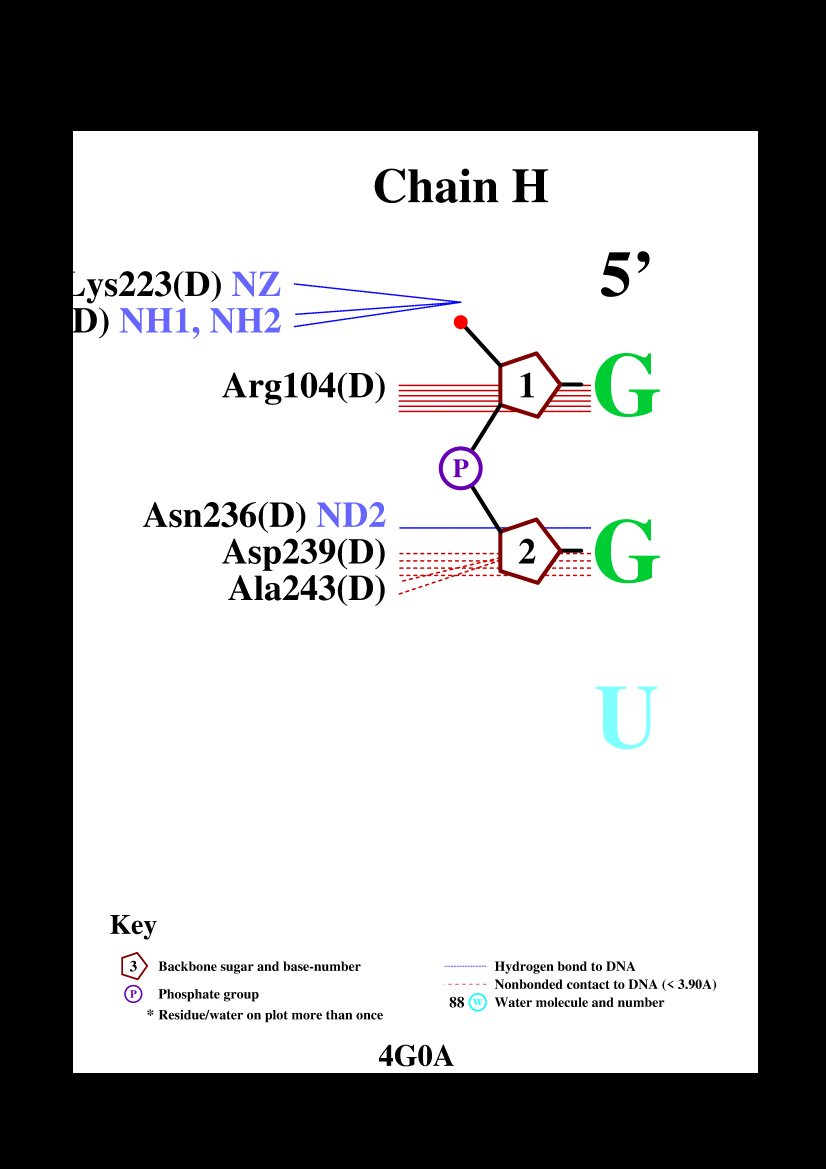 Chain H
5’
Lys223(D) NZ
D) NH1, NH2
Arg104(D)
1
G
P
Asn236(D) ND2
Asp239(D)
2
G
Ala243(D)
U
Key
3 Backbone sugar and base-number
P Phosphate group
* Residue/water on plot more than once
Hydrogen bond to DNA
Nonbonded contact to DNA (< 3.90A)
88 W Water molecule and number
4G0A